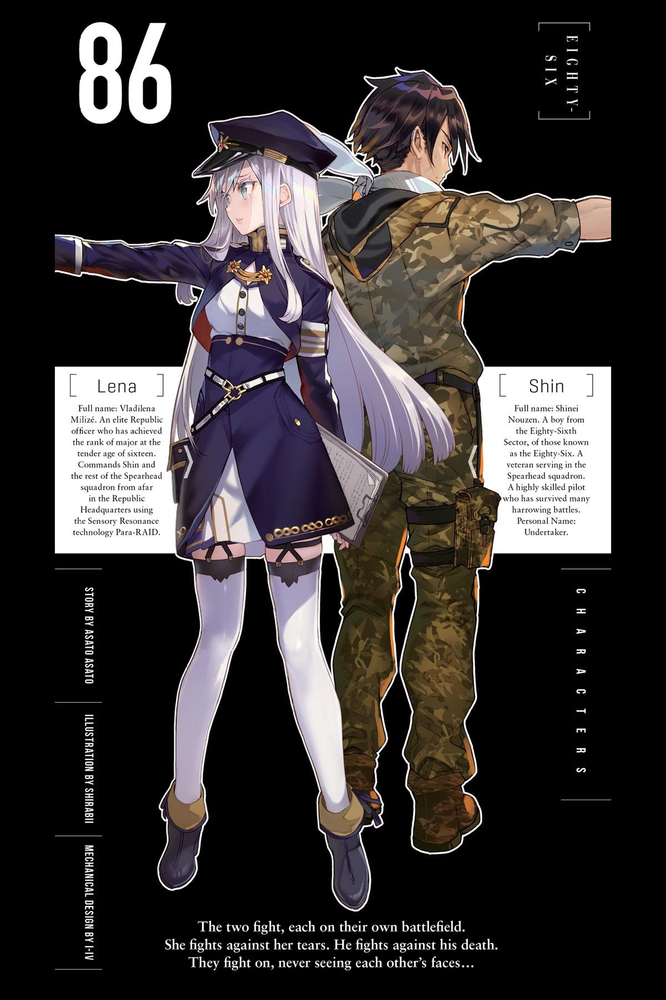 86
EIGHTY-
SIX
Lena
Full name: Vladilena
Milizé. An elite Republic
officer who has achieved
the rank of major at the
tender age of sixteen.
Commands Shin and
the rest of the Spearhead
squadron from afar
in the Republic
Headquarters using
the Sensory Resonance
technology Para-RAID.
Shin
Full name: Shinei
Nouzen. A boy from
the Eighty-Sixth
Sector, of those known
as the Eighty-Six. A
veteran serving in the
Spearhead squadron.
A highly skilled pilot
who has survived many
harrowing battles.
Personal Name:
Undertaker.
STORY BY ASATO ASATO
ILLUSTRATION BY SHIRABII
MECHANICAL DESIGN BY I-IV
CHARACTERS
The two fight, each on their own battlefield.
She fights against her tears. He fights against his death.
They fight on, never seeing each other's faces...